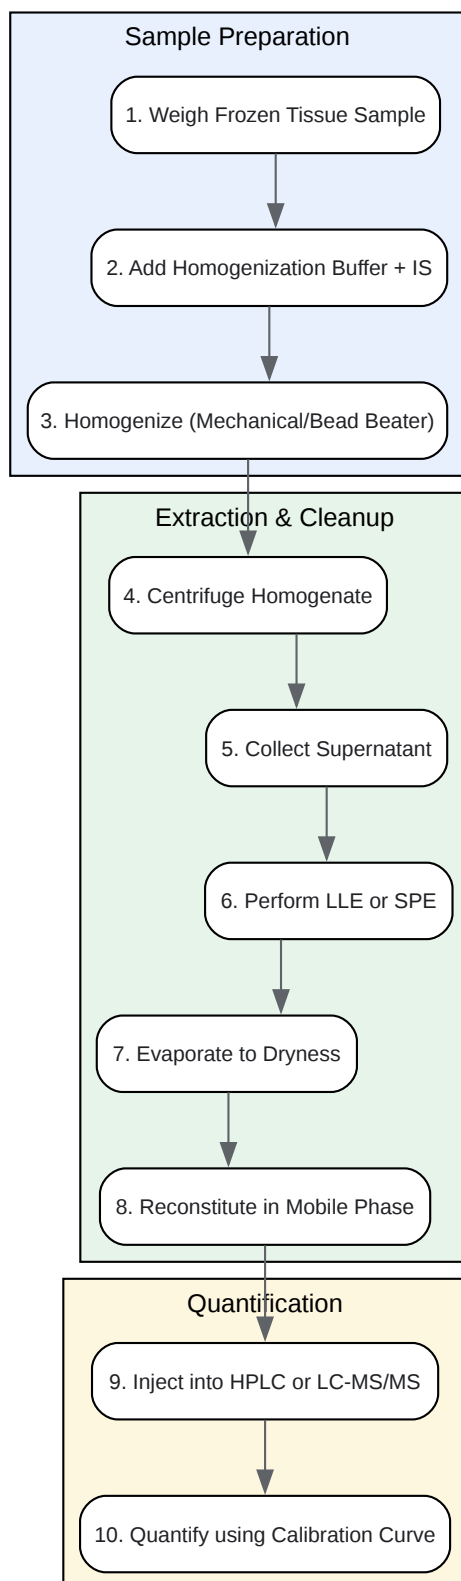 Sample Preparation
1. Weigh Frozen Tissue Sample
2. Add Homogenization Buffer + IS
3. Homogenize (Mechanical/Bead Beater)
Extraction & Cleanup
4. Centrifuge Homogenate
5. Collect Supernatant
6. Perform LLE or SPE
7. Evaporate to Dryness
8. Reconstitute in Mobile Phase
Quantification
9. Inject into HPLC or LC-MS/MS
10. Quantify using Calibration Curve